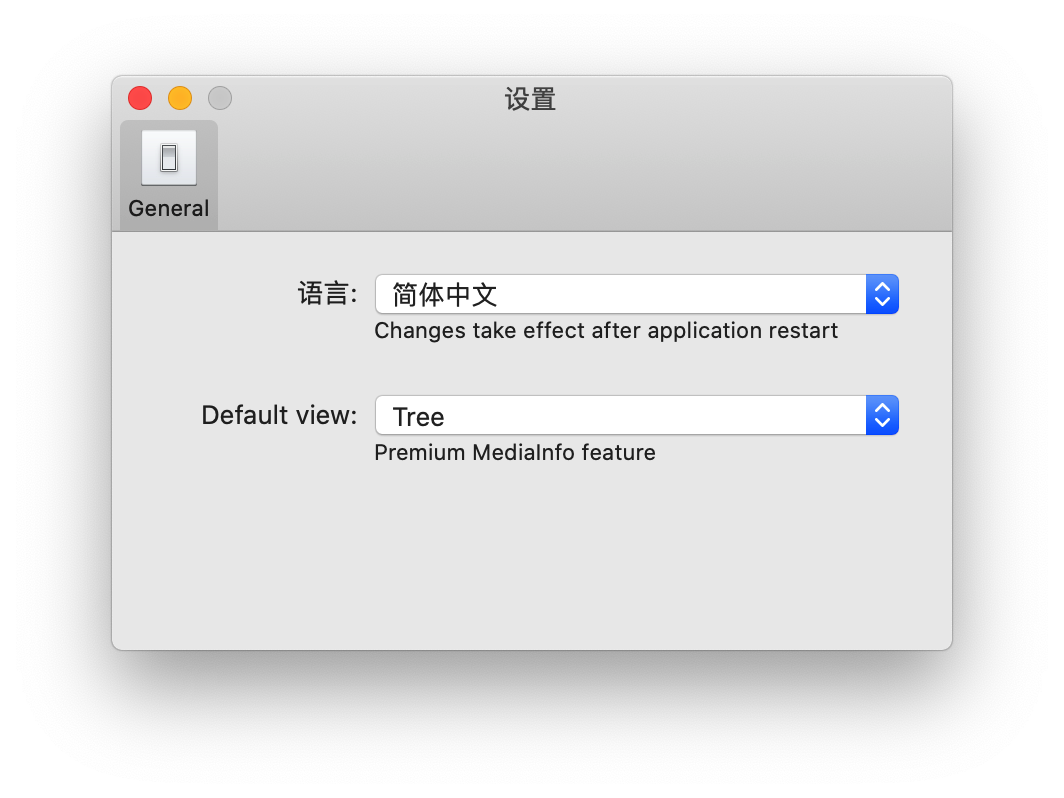 设置
General
语言: 简体中文
Changes take effect after application restart
Default view: Tree
Premium MediaInfo feature